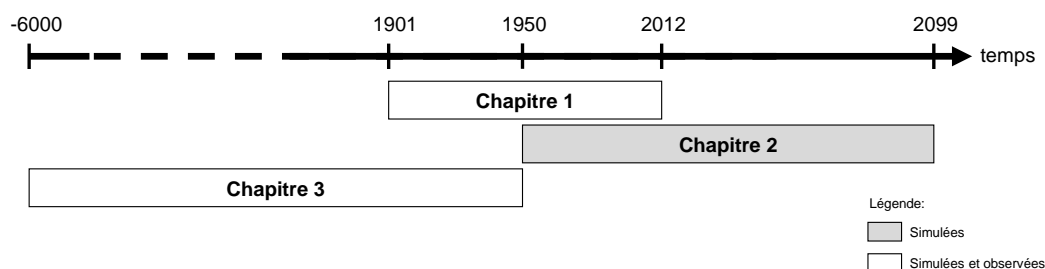 -6000 1901 1950 2012 2099
temps
Chapitre 1
Chapitre 2
Chapitre 3
Légende:
Simulées
Simulées et observées